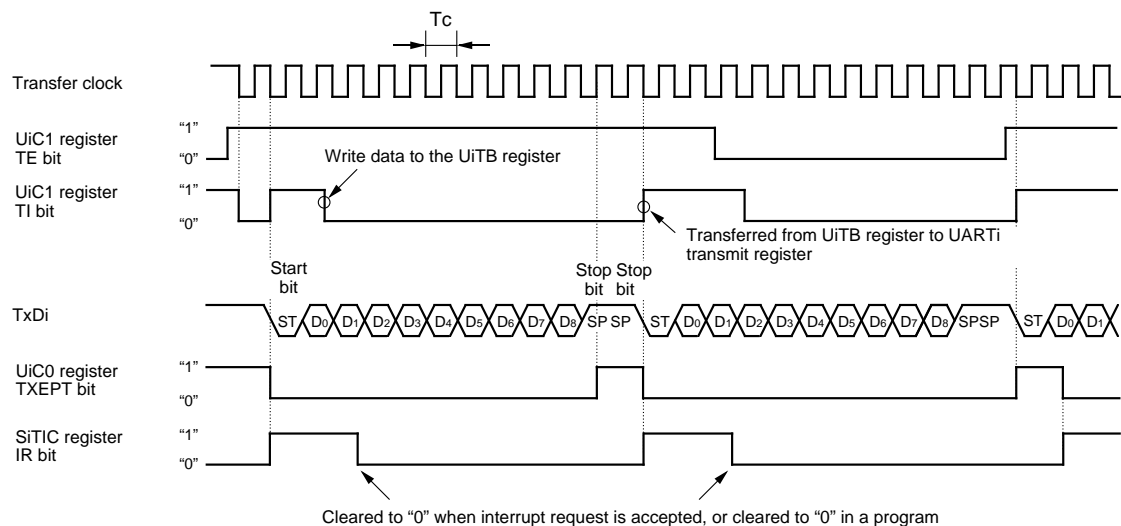 Tc
Transfer clock
UiC1 register
TE bit
“1”
“0”
Write data to the UiTB register
UiC1 register
TI bit
“1”
“0”
Transferred from UiTB register to UARTi
transmit register
Start
bit
Stop
bit
Stop
bit
TxDi
ST D0 D1 D2 D3 D4 D5 D6 D7 D8 SP SP ST D0 D1 D2 D3 D4 D5 D6 D7 D8 SPSP ST D0 D1
UiC0 register
TXEPT bit
“1”
“0”
SiTIC register
IR bit
“1”
“0”
Cleared to “0” when interrupt request is accepted, or cleared to “0” in a program